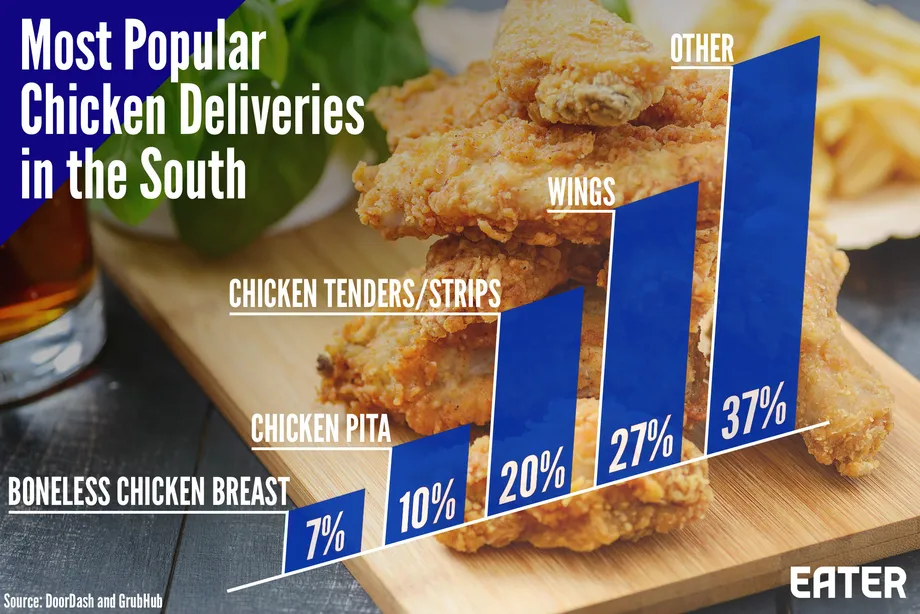 Most Popular
Chicken Deliveries
in the South
OTHER
WINGS
CHICKEN TENDERS/STRIPS
CHICKEN PITA
BONELESS CHICKEN BREAST
7%
10%
20%
27%
37%
Source: DoorDash and GrubHub
EATER